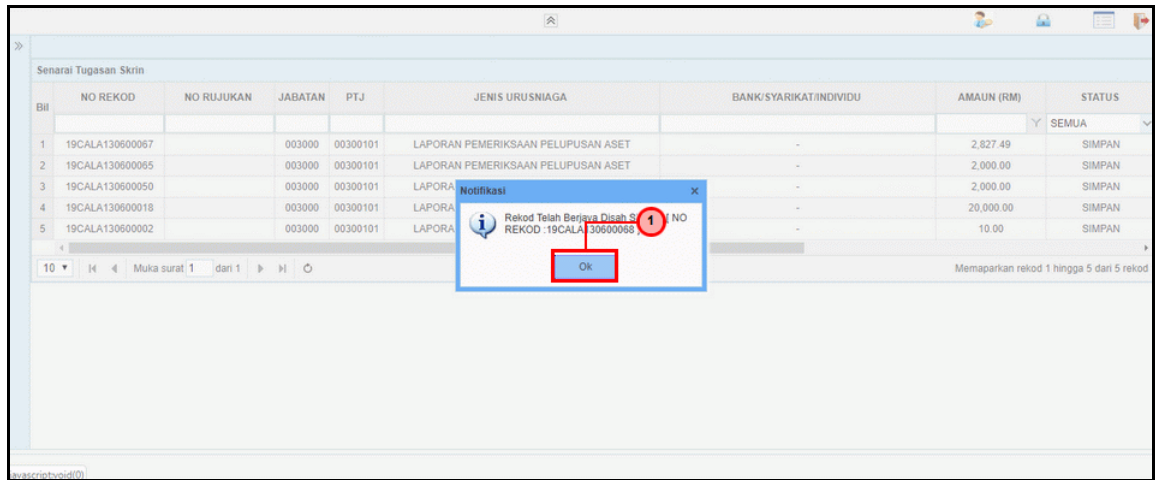 Senarai Tugasan Skrin
Bil NO REKOD NO RUJUKAN JABATAN PTJ JENIS URUSNIAGA BANK/SYARIKAT/INDIVIDU AMAUN (RM) STATUS
SEMUA
1 19CALA130600067 003000 00300101 LAPORAN PEMERIKSAAN PELUPUSAN ASET - 2,827.49 SIMPAN
2 19CALA130600065 003000 00300101 LAPORAN PEMERIKSAAN PELUPUSAN ASET - 2,000.00 SIMPAN
3 19CALA130600050 003000 00300101 LAPORA - 2,000.00 SIMPAN
4 19CALA130600018 003000 00300101 LAPORA - 20,000.00 SIMPAN
5 19CALA130600002 003000 00300101 LAPORA - 10.00 SIMPAN
Notifikasi x
Rekod Telah Berjaya Disah [ NO
REKOD :19CALA130600068 ]
1
Ok
10 Muka surat 1 dari 1 Memaparkan rekod 1 hingga 5 dari 5 rekod
javascript:void(0)